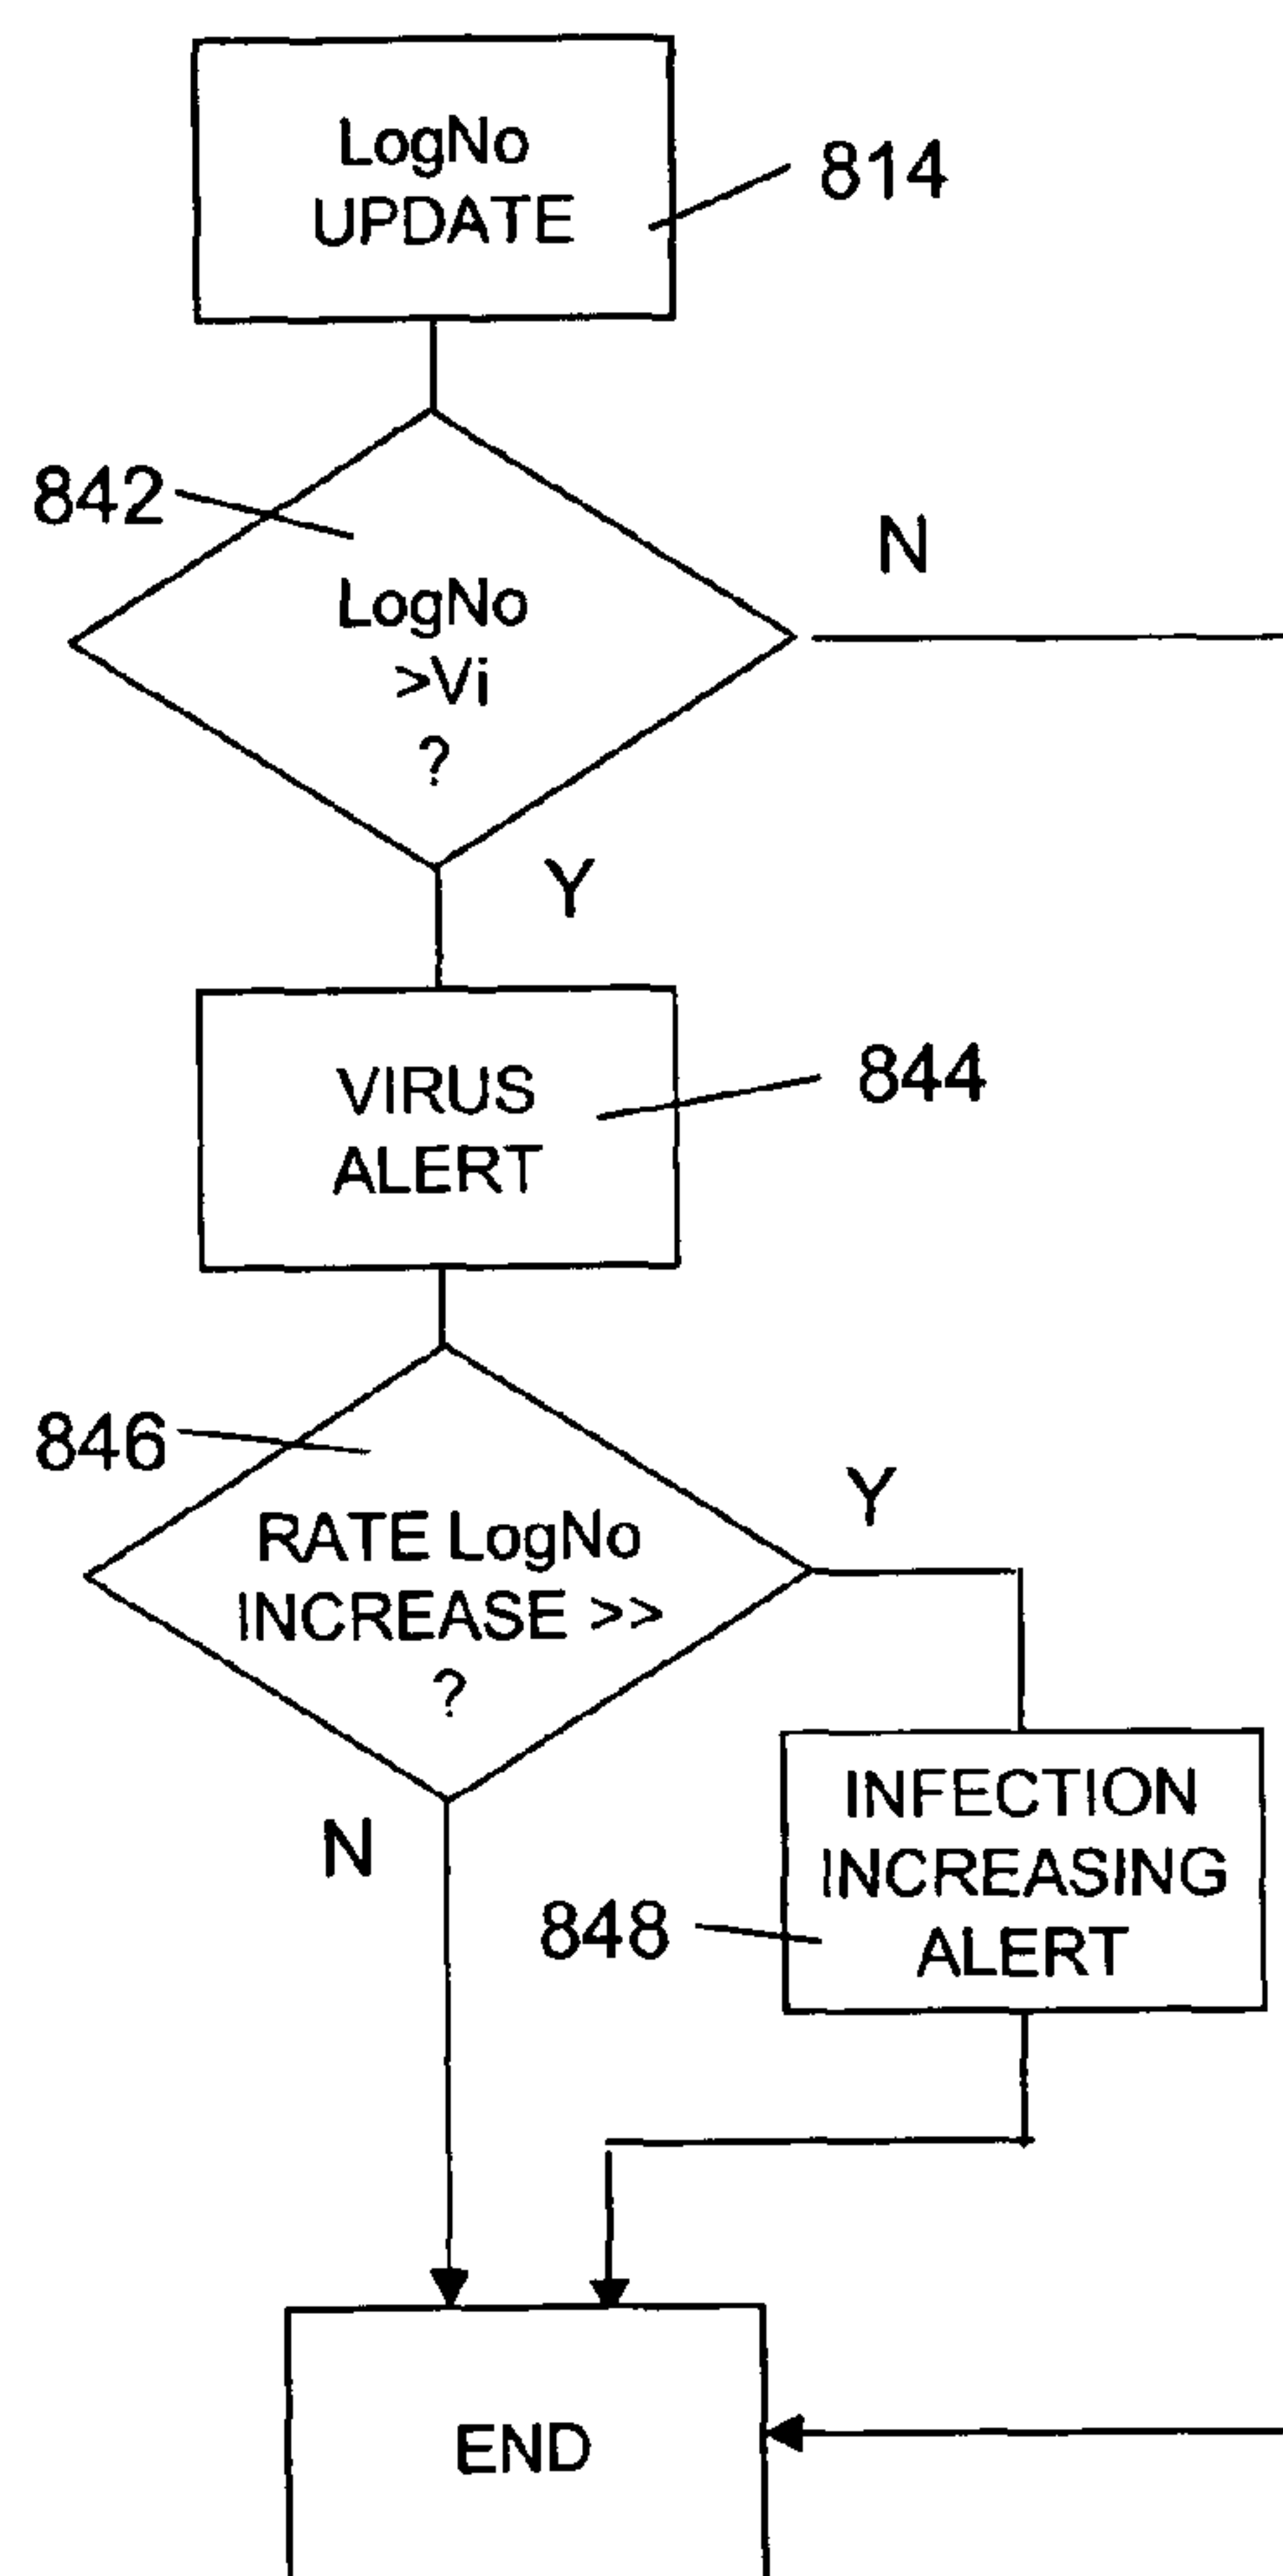 LogNo
UPDATE
814
842
LogNo
>Vi
?
N
Y
VIRUS
ALERT
844
846
RATE LogNo
INCREASE >>
?
Y
N
INFECTION
INCREASING
ALERT
848
END